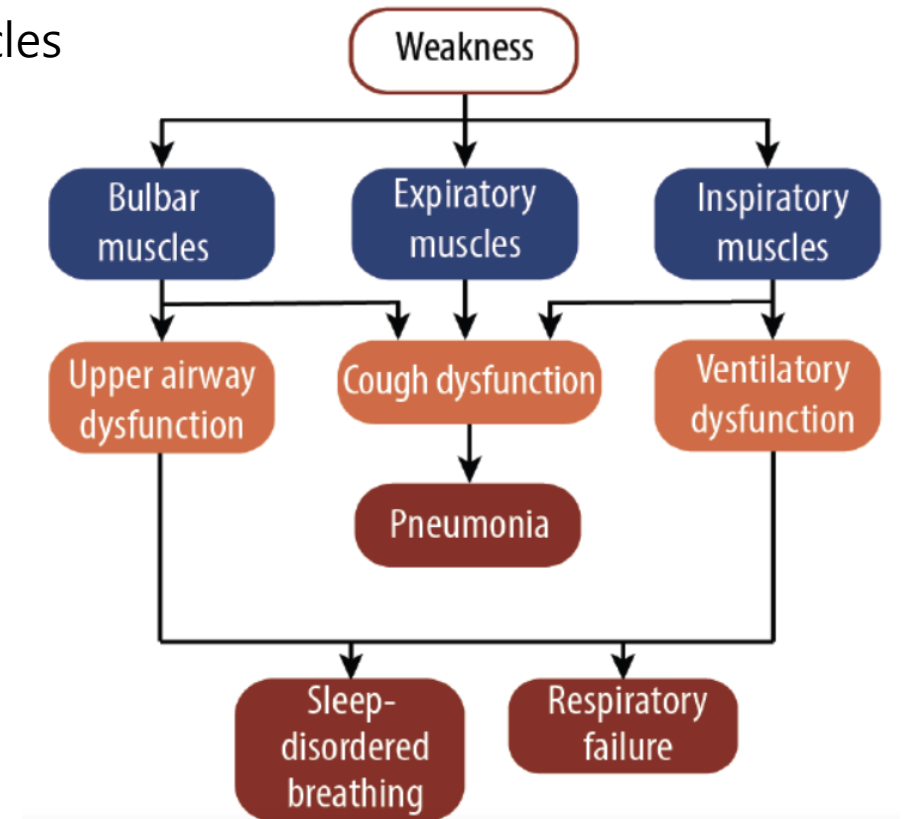 Weakness
Bulbar
muscles
Expiratory
muscles
Inspiratory
muscles
Upper airway
dysfunction
Cough dysfunction
Ventilatory
dysfunction
Pneumonia
Sleep-
disordered
breathing
Respiratory
failure